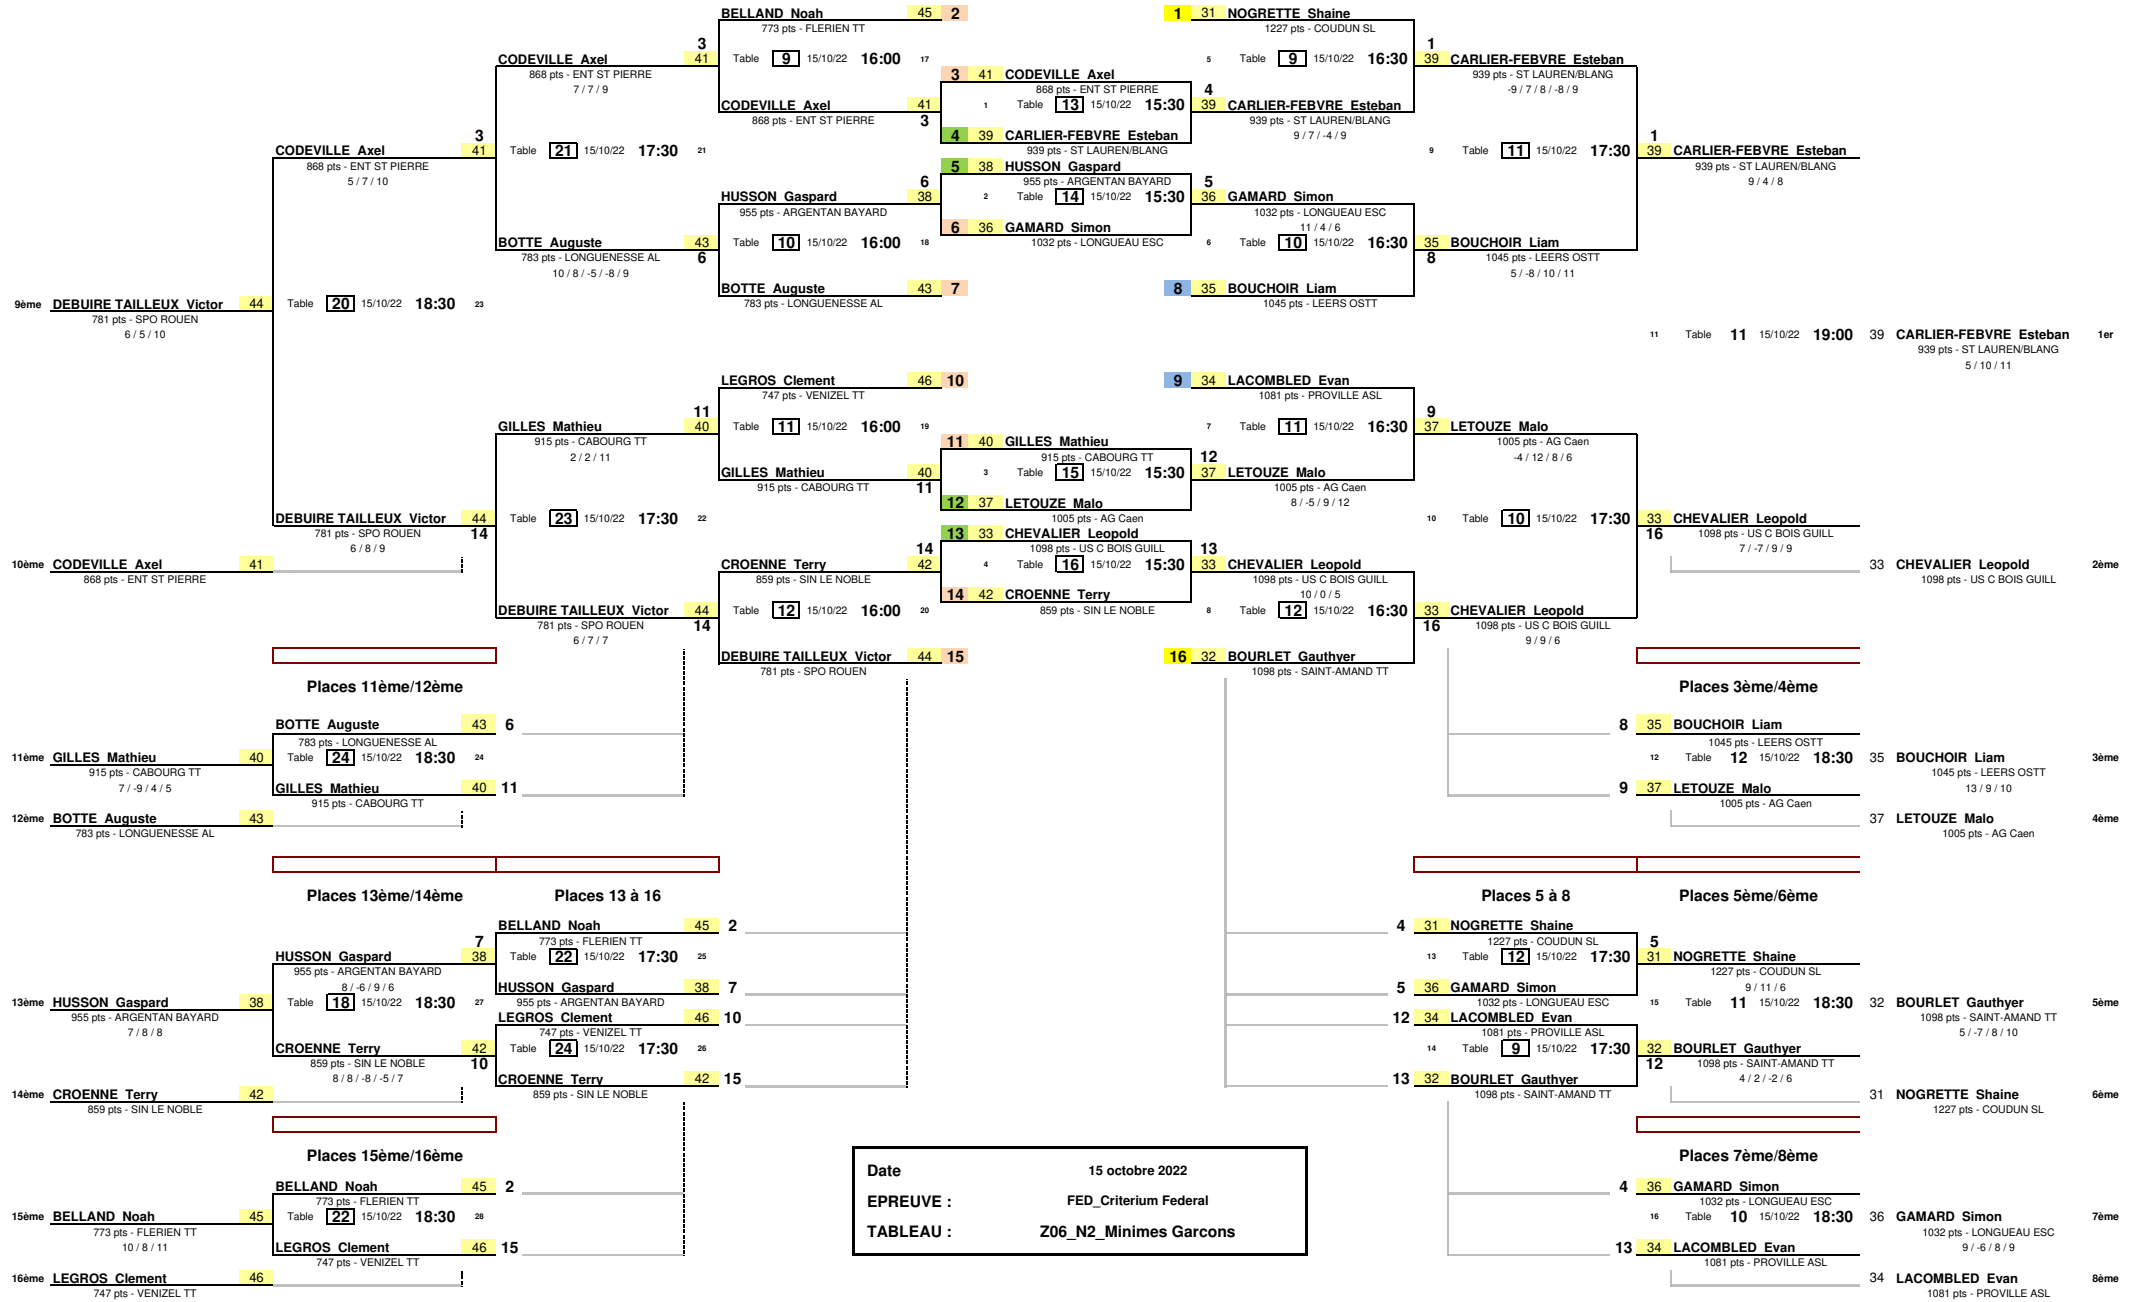 BELLAND Noah 45 2 1 31 NOGRETTE Shaine
773 pts - FLERIEN TT 1227 pts - COUDUN SL
3 1
CODEVILLE Axel 41 Table 9 15/10/22 16:00 17 5 Table 9 15/10/22 16:30 39 CARLIER-FEBVRE Esteban
868 pts - ENT ST PIERRE 3 41 CODEVILLE Axel 939 pts - ST LAUREN/BLANG
7 / 7 / 9 868 pts - ENT ST PIERRE 4 -9 / 7 / 8 / -8 / 9
CODEVILLE Axel 41 1 Table 13 15/10/22 15:30 39 CARLIER-FEBVRE Esteban
868 pts - ENT ST PIERRE 3 939 pts - ST LAUREN/BLANG
3 4 39 CARLIER-FEBVRE Esteban 9 / 7 / -4 / 9 1
CODEVILLE Axel 41 Table 21 15/10/22 17:30 21 939 pts - ST LAUREN/BLANG 9 Table 11 15/10/22 17:30 39 CARLIER-FEBVRE Esteban
868 pts - ENT ST PIERRE 5 38 HUSSON Gaspard 939 pts - ST LAUREN/BLANG
5 / 7 / 10 6 955 pts - ARGENTAN BAYARD 5 9 / 4 / 8
HUSSON Gaspard 38 2 Table 14 15/10/22 15:30 36 GAMARD Simon
955 pts - ARGENTAN BAYARD 1032 pts - LONGUEAU ESC
6 36 GAMARD Simon 11 / 4 / 6
BOTTE Auguste 43 Table 10 15/10/22 16:00 18 1032 pts - LONGUEAU ESC 6 Table 10 15/10/22 16:30 35 BOUCHOIR Liam
783 pts - LONGUENESSE AL 6 8 1045 pts - LEERS OSTT
10 / 8 / -5 / -8 / 9 5 / -8 / 10 / 11
BOTTE Auguste 43 7 8 35 BOUCHOIR Liam
9ème DEBUIRE TAILLEUX Victor 44 Table 20 15/10/22 18:30 23 783 pts - LONGUENESSE AL 1045 pts - LEERS OSTT
781 pts - SPO ROUEN
6 / 5 / 10 11 Table 11 15/10/22 19:00 39 CARLIER-FEBVRE Esteban 1er
939 pts - ST LAUREN/BLANG
5 / 10 / 11
LEGROS Clement 46 10 9 34 LACOMBLED Evan
747 pts - VENIZEL TT 1081 pts - PROVILLE ASL
11 9
GILLES Mathieu 40 Table 11 15/10/22 16:00 19 7 Table 11 15/10/22 16:30 37 LETOUZE Malo
915 pts - CABOURG TT 11 40 GILLES Mathieu 1005 pts - AG Caen
2 / 2 / 11 915 pts - CABOURG TT 12 -4 / 12 / 8 / 6
GILLES Mathieu 40 3 Table 15 15/10/22 15:30 37 LETOUZE Malo
915 pts - CABOURG TT 11 1005 pts - AG Caen
12 37 LETOUZE Malo 8 / -5 / 9 / 12
DEBUIRE TAILLEUX Victor 44 Table 23 15/10/22 17:30 22 1005 pts - AG Caen 10 Table 10 15/10/22 17:30 33 CHEVALIER Leopold
781 pts - SPO ROUEN 14 13 33 CHEVALIER Leopold 16 1098 pts - US C BOIS GUILL
6 / 8 / 9 14 1098 pts - US C BOIS GUILL 13 7 / -7 / 9 / 9
10ème CODEVILLE Axel 41 CROENNE Terry 42 4 Table 16 15/10/22 15:30 33 CHEVALIER Leopold 33 CHEVALIER Leopold 2ème
868 pts - ENT ST PIERRE 859 pts - SIN LE NOBLE 1098 pts - US C BOIS GUILL 1098 pts - US C BOIS GUILL
14 42 CROENNE Terry 10 / 0 / 5
DEBUIRE TAILLEUX Victor 44 Table 12 15/10/22 16:00 20 859 pts - SIN LE NOBLE 8 Table 12 15/10/22 16:30 33 CHEVALIER Leopold
781 pts - SPO ROUEN 14 16 1098 pts - US C BOIS GUILL
6 / 7 / 7 9 / 9 / 6
DEBUIRE TAILLEUX Victor 44 15 16 32 BOURLET Gauthyer
781 pts - SPO ROUEN 1098 pts - SAINT-AMAND TT
Places 11ème/12ème Places 3ème/4ème
BOTTE Auguste 43 6 8 35 BOUCHOIR Liam
783 pts - LONGUENESSE AL 1045 pts - LEERS OSTT
11ème GILLES Mathieu 40 Table 24 15/10/22 18:30 24 12 Table 12 15/10/22 18:30 35 BOUCHOIR Liam 3ème
915 pts - CABOURG TT 1045 pts - LEERS OSTT
7 / -9 / 4 / 5 GILLES Mathieu 40 11 9 37 LETOUZE Malo 13 / 9 / 10
915 pts - CABOURG TT 1005 pts - AG Caen
12ème BOTTE Auguste 43 37 LETOUZE Malo 4ème
783 pts - LONGUENESSE AL 1005 pts - AG Caen
Places 13ème/14ème Places 13 à 16 Places 5 à 8 Places 5ème/6ème
BELLAND Noah 45 2 4 31 NOGRETTE Shaine
7 773 pts - FLERIEN TT 1227 pts - COUDUN SL 5
HUSSON Gaspard 38 Table 22 15/10/22 17:30 25 13 Table 12 15/10/22 17:30 31 NOGRETTE Shaine
955 pts - ARGENTAN BAYARD 1227 pts - COUDUN SL
8 / -6 / 9 / 6 HUSSON Gaspard 38 7 5 36 GAMARD Simon 9 / 11 / 6
13ème HUSSON Gaspard 38 Table 18 15/10/22 18:30 27 955 pts - ARGENTAN BAYARD 1032 pts - LONGUEAU ESC 15 Table 11 15/10/22 18:30 32 BOURLET Gauthyer 5ème
955 pts - ARGENTAN BAYARD LEGROS Clement 46 10 12 34 LACOMBLED Evan 1098 pts - SAINT-AMAND TT
7 / 8 / 8 747 pts - VENIZEL TT 1081 pts - PROVILLE ASL 5 / -7 / 8 / 10
CROENNE Terry 42 Table 24 15/10/22 17:30 26 14 Table 9 15/10/22 17:30 32 BOURLET Gauthyer
859 pts - SIN LE NOBLE 10 12 1098 pts - SAINT-AMAND TT
8 / 8 / -8 / -5 / 7 CROENNE Terry 42 15 13 32 BOURLET Gauthyer 4 / 2 / -2 / 6
14ème CROENNE Terry 42 859 pts - SIN LE NOBLE 1098 pts - SAINT-AMAND TT 31 NOGRETTE Shaine 6ème
859 pts - SIN LE NOBLE 1227 pts - COUDUN SL
Places 15ème/16ème Places 7ème/8ème
Date 15 octobre 2022
BELLAND Noah 45 2 4 36 GAMARD Simon
773 pts - FLERIEN TT EPREUVE : FED_Criterium Federal 1032 pts - LONGUEAU ESC
15ème BELLAND Noah 45 Table 22 15/10/22 18:30 28 16 Table 10 15/10/22 18:30 36 GAMARD Simon 7ème
773 pts - FLERIEN TT TABLEAU : Z06_N2_Minimes Garcons 1032 pts - LONGUEAU ESC
10 / 8 / 11 LEGROS Clement 46 15 13 34 LACOMBLED Evan 9 / -6 / 8 / 9
747 pts - VENIZEL TT 1081 pts - PROVILLE ASL
16ème LEGROS Clement 46 34 LACOMBLED Evan 8ème
747 pts - VENIZEL TT 1081 pts - PROVILLE ASL